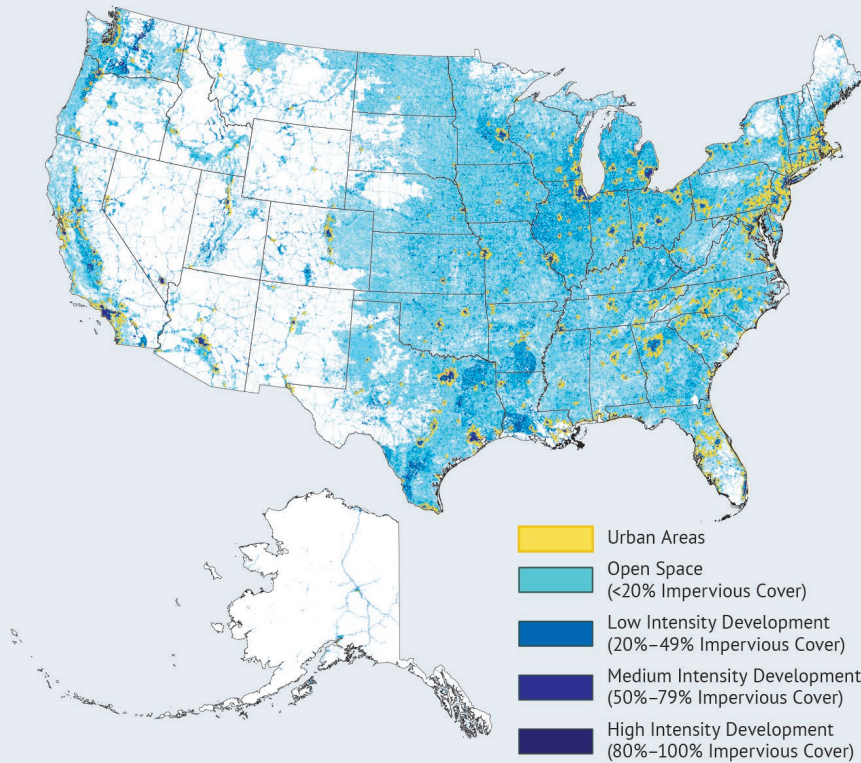 Urban Areas
Open Space
(<20% Impervious Cover)
Low Intensity Development
(20%–49% Impervious Cover)
Medium Intensity Development
(50%–79% Impervious Cover)
High Intensity Development
(80%–100% Impervious Cover)